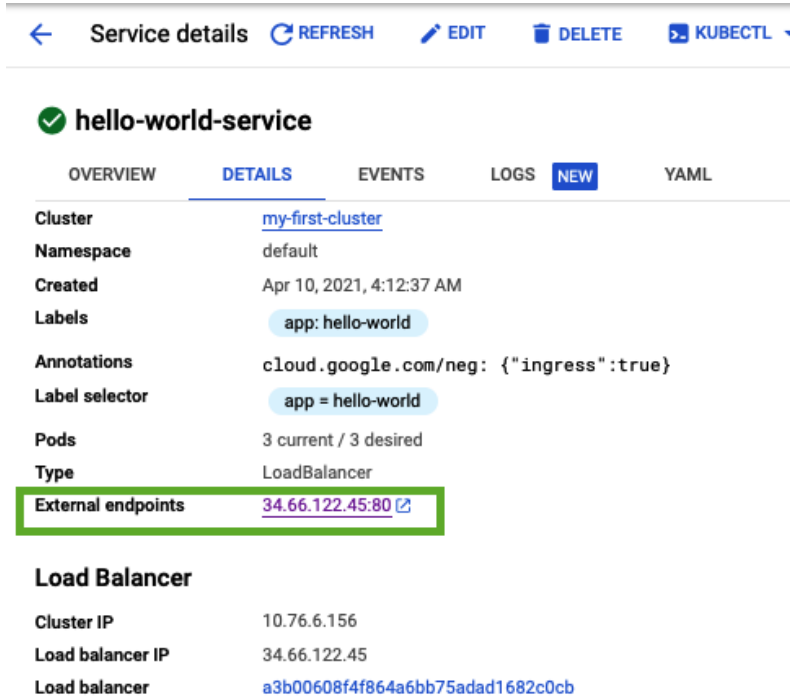 Service details REFRESH EDIT DELETE KUBECTL
hello-world-service
OVERVIEW DETAILS EVENTS LOGS NEW YAML
Cluster my-first-cluster
Namespace default
Created Apr 10, 2021, 4:12:37 AM
Labels app: hello-world
Annotations cloud.google.com/neg: {"ingress":true}
Label selector app = hello-world
Pods 3 current / 3 desired
Type LoadBalancer
External endpoints 34.66.122.45:80
Load Balancer
Cluster IP 10.76.6.156
Load balancer IP 34.66.122.45
Load balancer a3b00608f4f864a6bb75adad1682c0cb